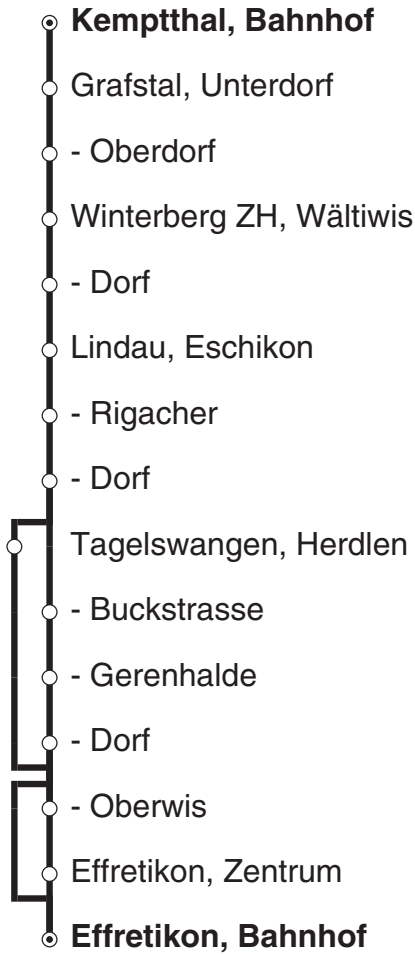 Kemptthal, Bahnhof
Grafstal, Unterdorf
- Oberdorf
Winterberg ZH, Wältiwis
- Dorf
Lindau, Eschikon
- Rigacher
- Dorf
Tagelswangen, Herdlen
- Buckstrasse
- Gerenhalde
- Dorf
- Oberwis
Effretikon, Zentrum
Effretikon, Bahnhof